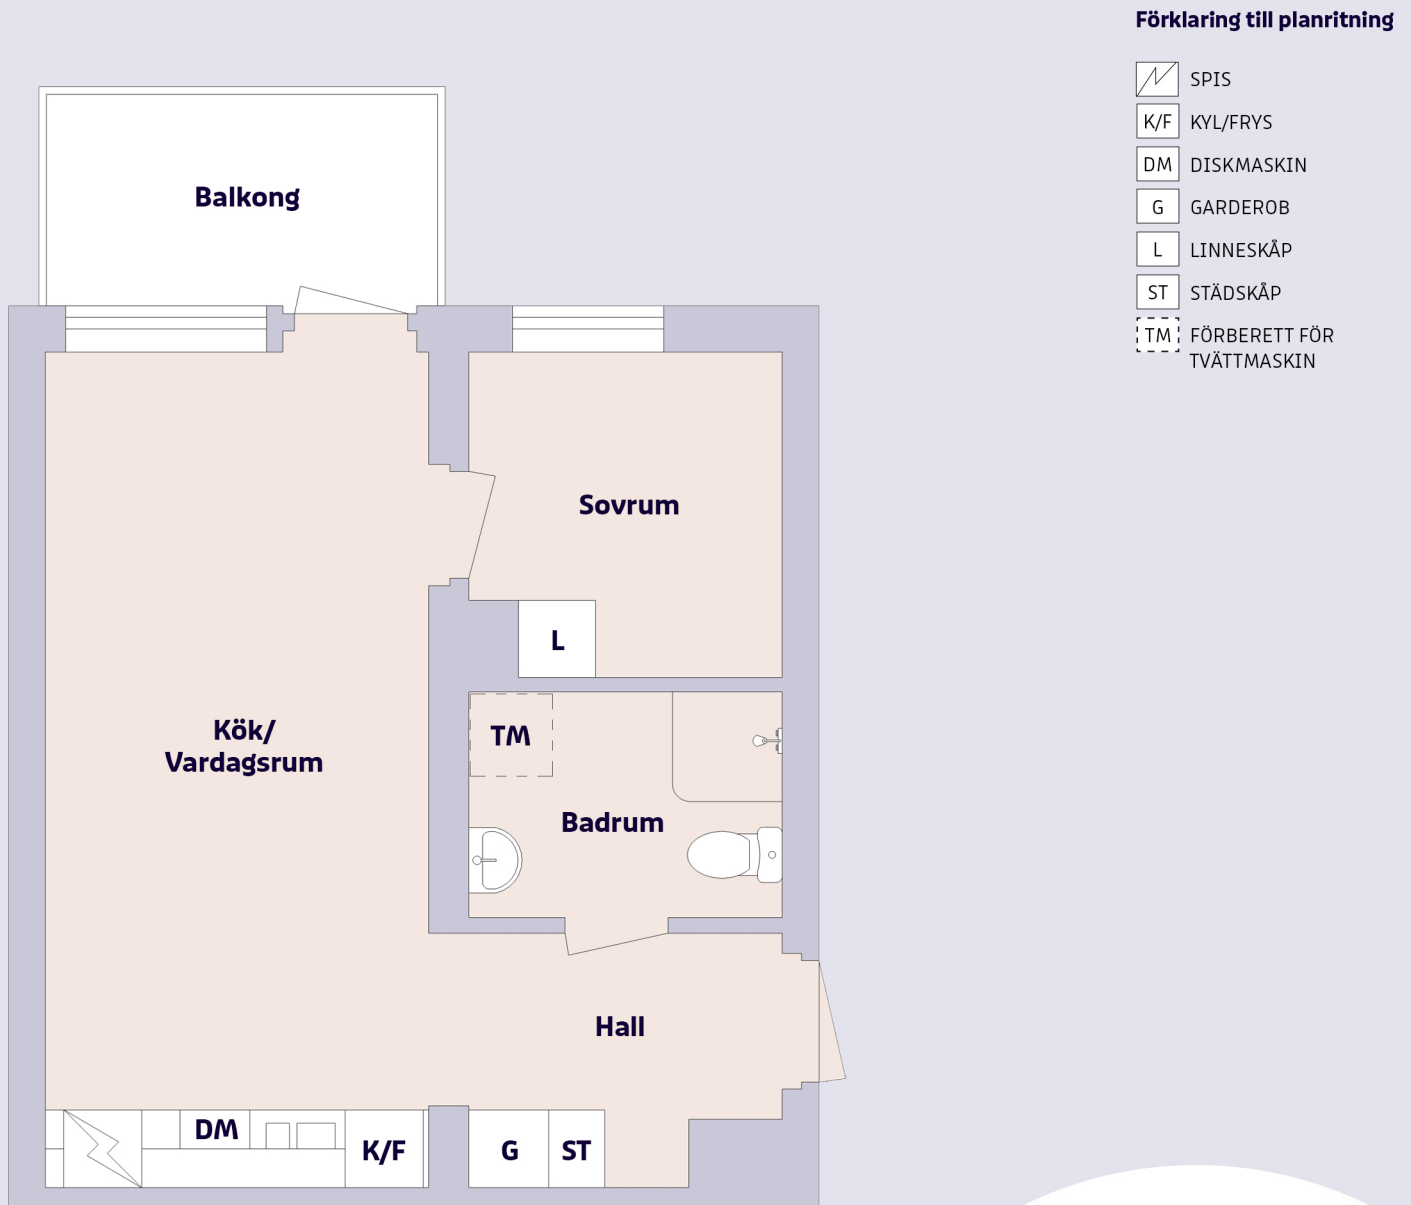 Förklaring till planritning
SPIS
K/F KYL/FRYS
DM DISKMASKIN
G GARDEROB
L LINNESKÅP
ST STÄDSKÅP
TM FÖRBERETT FÖR
TVÄTTMASKIN
Balkong
Sovrum
L
Kök/
Vardagsrum
TM
Badrum
Hall
DM
K/F
G
ST